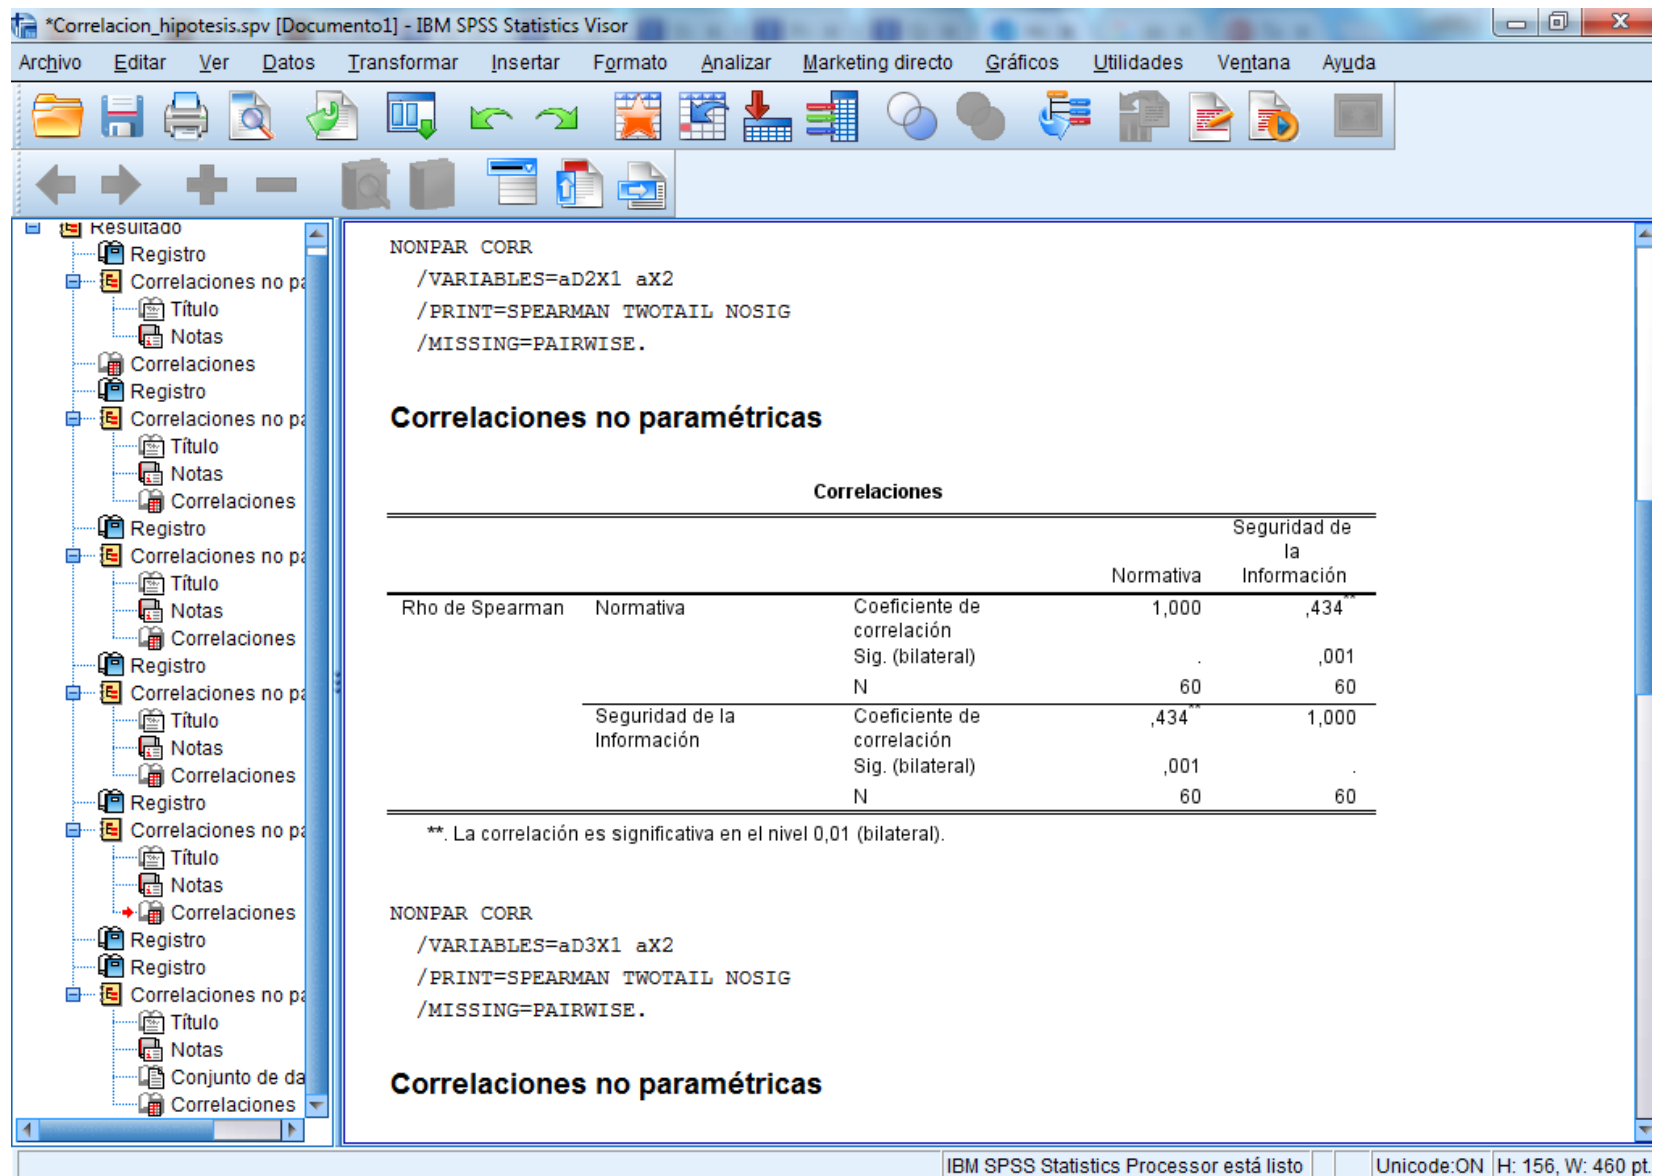 *Correlacion_hipotesis.spv [Documento1] - IBM SPSS Statistics Visor
Archivo Editar Ver Datos Transformar Insertar Formato Analizar Marketing directo Gráficos Utilidades Ventana Ayuda
Resultado
Registro
Correlaciones no pa
Título
Notas
Correlaciones
Registro
Correlaciones no pa
Título
Notas
Correlaciones
Registro
Correlaciones no pa
Título
Notas
Correlaciones
Registro
Correlaciones no pa
Título
Notas
Correlaciones
Registro
Correlaciones no pa
Título
Notas
Correlaciones
Registro
Registro
Correlaciones no pa
Título
Notas
Conjunto de da
Correlaciones
NONPAR CORR
/VARIABLES=aD2X1 aX2
/PRINT=SPEARMAN TWOTAIL NOSIG
/MISSING=PAIRWISE.
Correlaciones no paramétricas
Correlaciones
Seguridad de
la
Normativa Información
Rho de Spearman Normativa Coeficiente de 1,000 ,434**
correlación
Sig. (bilateral) . ,001
N 60 60
Seguridad de la Coeficiente de ,434** 1,000
Información correlación
Sig. (bilateral) ,001 .
N 60 60
**. La correlación es significativa en el nivel 0,01 (bilateral).
NONPAR CORR
/VARIABLES=aD3X1 aX2
/PRINT=SPEARMAN TWOTAIL NOSIG
/MISSING=PAIRWISE.
Correlaciones no paramétricas
IBM SPSS Statistics Processor está listo Unicode:ON H: 156, W: 460 pt.